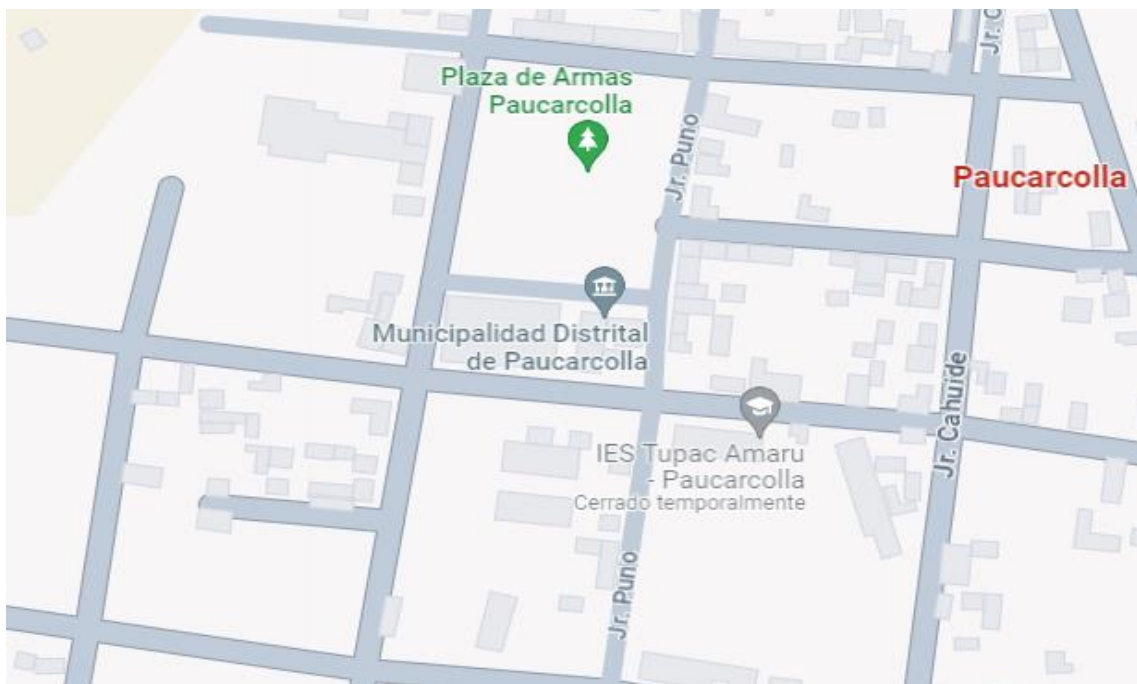 Jr. C
Plaza de Armas
Paucarcolla
Jr. Puno
Paucarcolla
Municipalidad Distrital
de Paucarcolla
Jr. Cahuide
IES Tupac Amaru
- Paucarcolla
Cerrado temporalmente
Jr. Puno